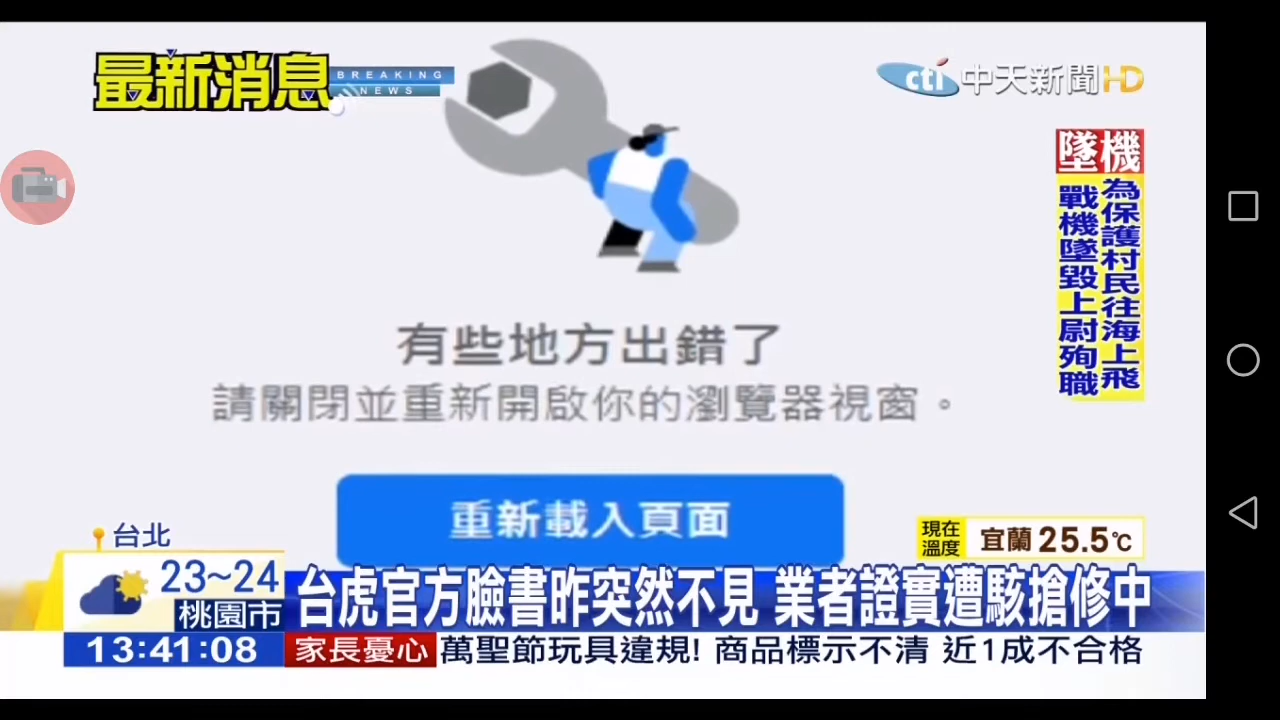 最新消息
BREAKING
NEWS
cti 中天新聞HD
墜機
為保護村民往海上飛
戰機墜毀上尉殉職
有些地方出錯了
請關閉並重新開啟你的瀏覽器視窗。
重新載入頁面
台北
23~24
桃園市
現在
溫度
宜蘭 25.5℃
台虎官方臉書昨突然不見 業者證實遭駭搶修中
13:41:08
家長憂心 萬聖節玩具違規! 商品標示不清 近1成不合格